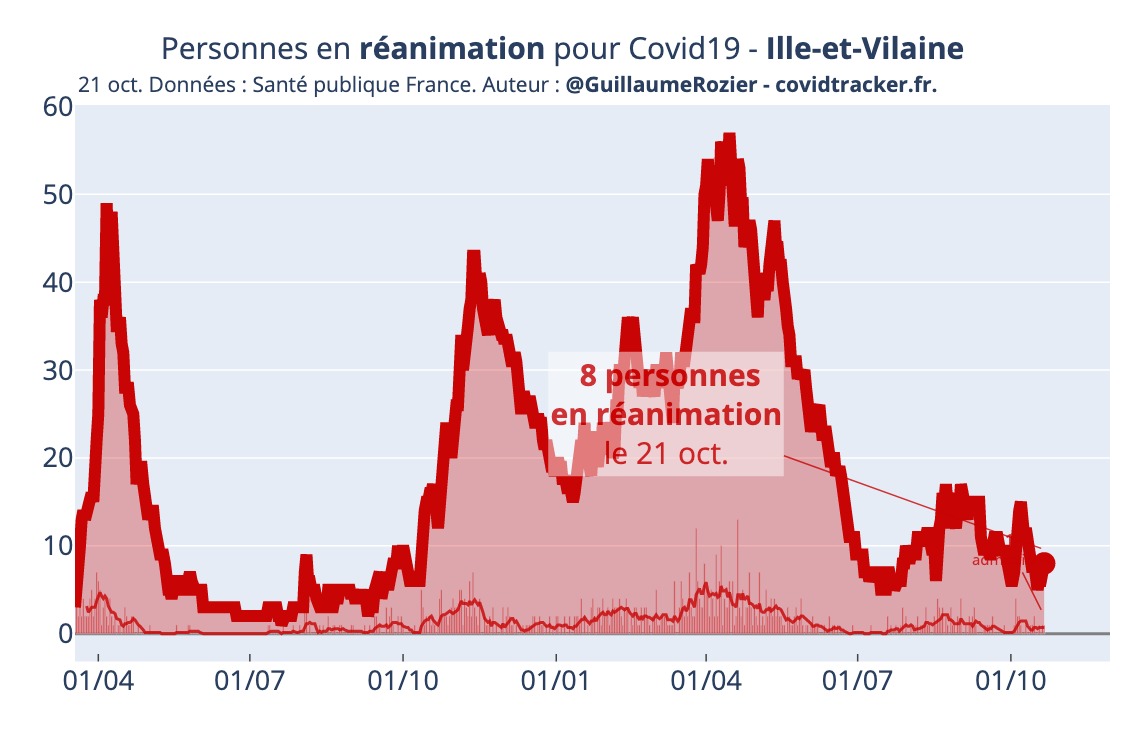 Personnes en réanimation pour Covid19 - Ille-et-Vilaine
21 oct. Données : Santé publique France. Auteur : @GuillaumeRozier - covidtracker.fr.
60
50
40
30
20
10
0
8 personnes
en réanimation
le 21 oct.
01/04
01/07
01/10
01/01
01/04
01/07
01/10